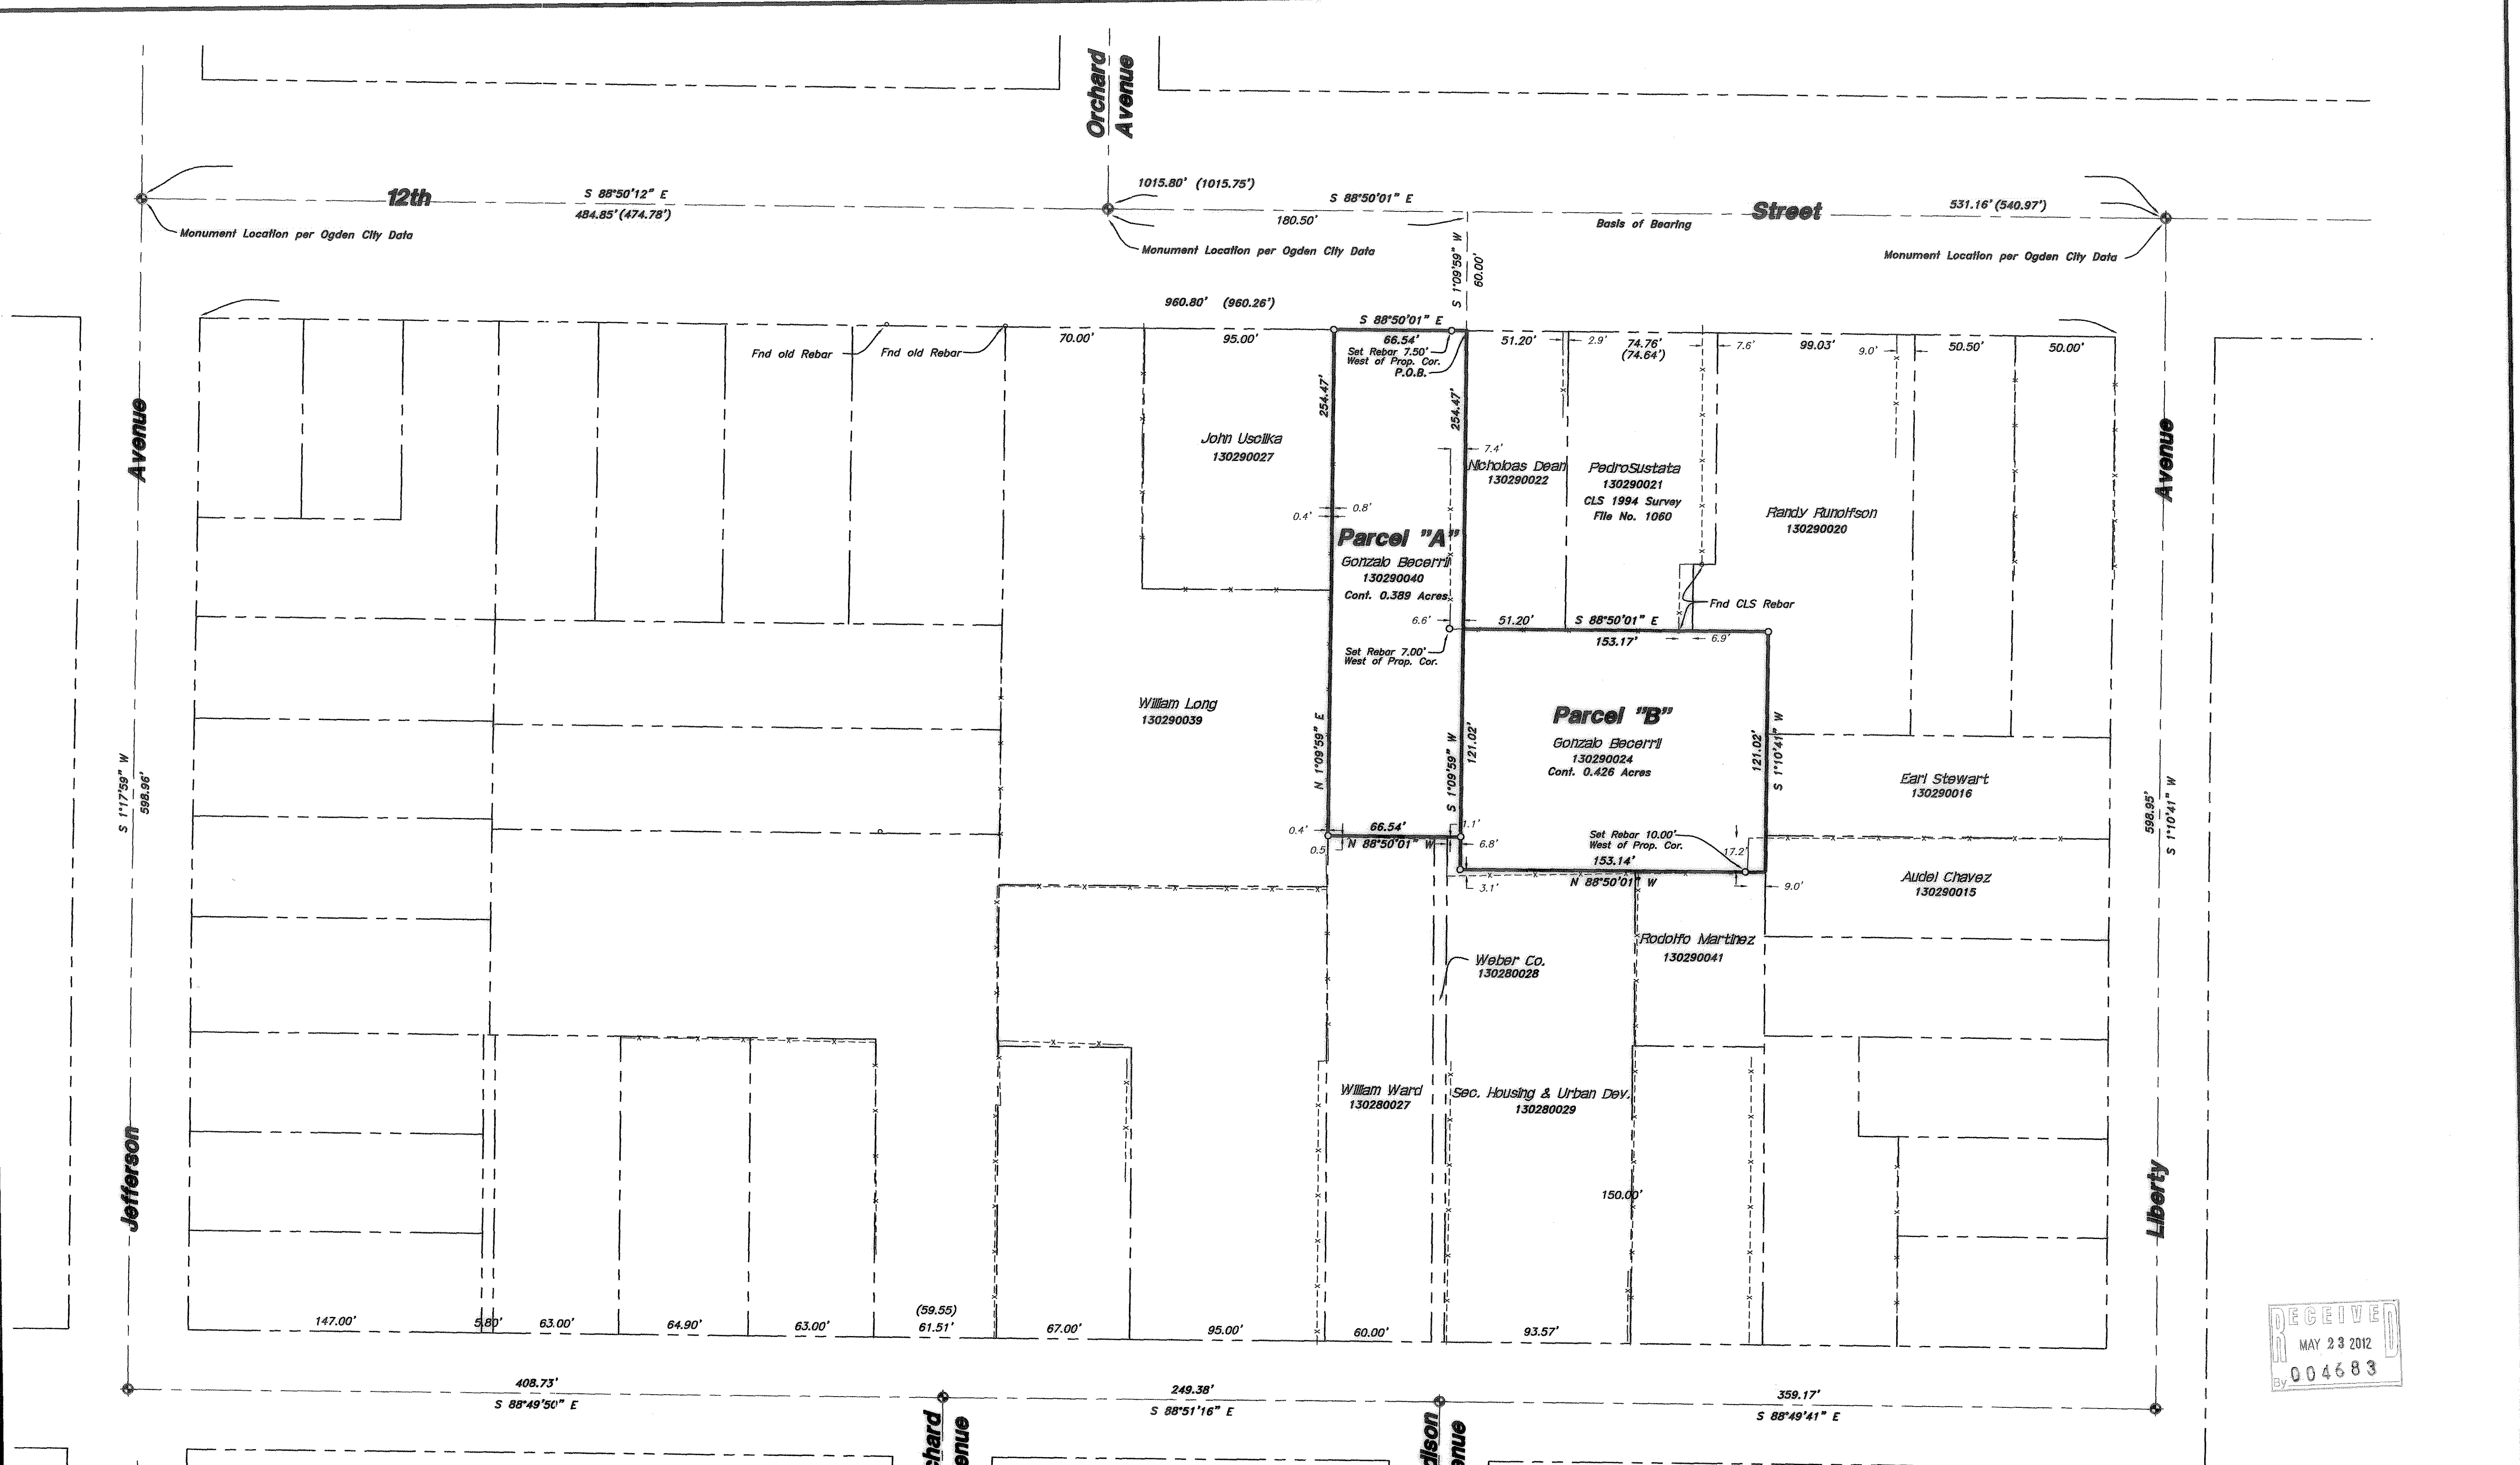 Orchard
Avenue
1015.80' (1015.75')
12th
S 88°50'12" E
484.85'(474.78')
S 88°50'01" E
180.50'
Basis of Bearing
Street
531.16'(540.97')
Monument Location per Ogden City Data
Monument Location per Ogden City Data
Monument Location per Ogden City Data
S 1°09'59" W
60.00'
960.80' (960.26')
S 88°50'01" E
66.54'
Set Rebar 7.50'
West of Prop. Cor.
P.O.B.
Fnd old Rebar
Fnd old Rebar
70.00'
95.00'
51.20'
2.9'
74.76'
(74.64')
7.6'
99.03'
9.0'
50.50'
50.00'
254.47'
254.47'
Avenue
Avenue
John Uscilka
130290027
7.4'
Nicholoas Dean
130290022
PedroSustata
130290021
CLS 1994 Survey
File No. 1060
Randy Runolfson
130290020
0.8'
0.4'
Parcel "A"
Gonzalo Becerril
130290040
Cont. 0.389 Acres
6.6'
51.20'
S 88°50'01" E
153.17'
6.9'
Fnd CLS Rebar
Set Rebar 7.00'
West of Prop. Cor.
William Long
130290039
N 1°09'59" E
S 1°09'59" W
121.02'
Parcel "B"
Gonzalo Becerril
130290024
Cont. 0.426 Acres
121.02'
S 1°10'41" W
Earl Stewart
130290016
S 1°17'59" W
598.96'
598.95'
S 1°10'41" W
0.4'
0.5
66.54'
N 88°50'01" W
1.1'
6.8'
Set Rebar 10.00'
West of Prop. Cor.
17.2'
153.14'
N 88°50'01" W
3.1'
9.0'
Audel Chavez
130290015
Rodolfo Martinez
130290041
Weber Co.
130280028
William Ward
130280027
Sec. Housing & Urban Dev.
130280029
150.00'
Jefferson
Liberty
147.00'
5.80'
63.00'
64.90'
63.00'
(59.55)
61.51'
67.00'
95.00'
60.00'
93.57'
408.73'
S 88°49'50" E
249.38'
S 88°51'16" E
359.17'
S 88°49'41" E
chard
enue
dison
enue
RECEIVED
MAY 23 2012
By 004683